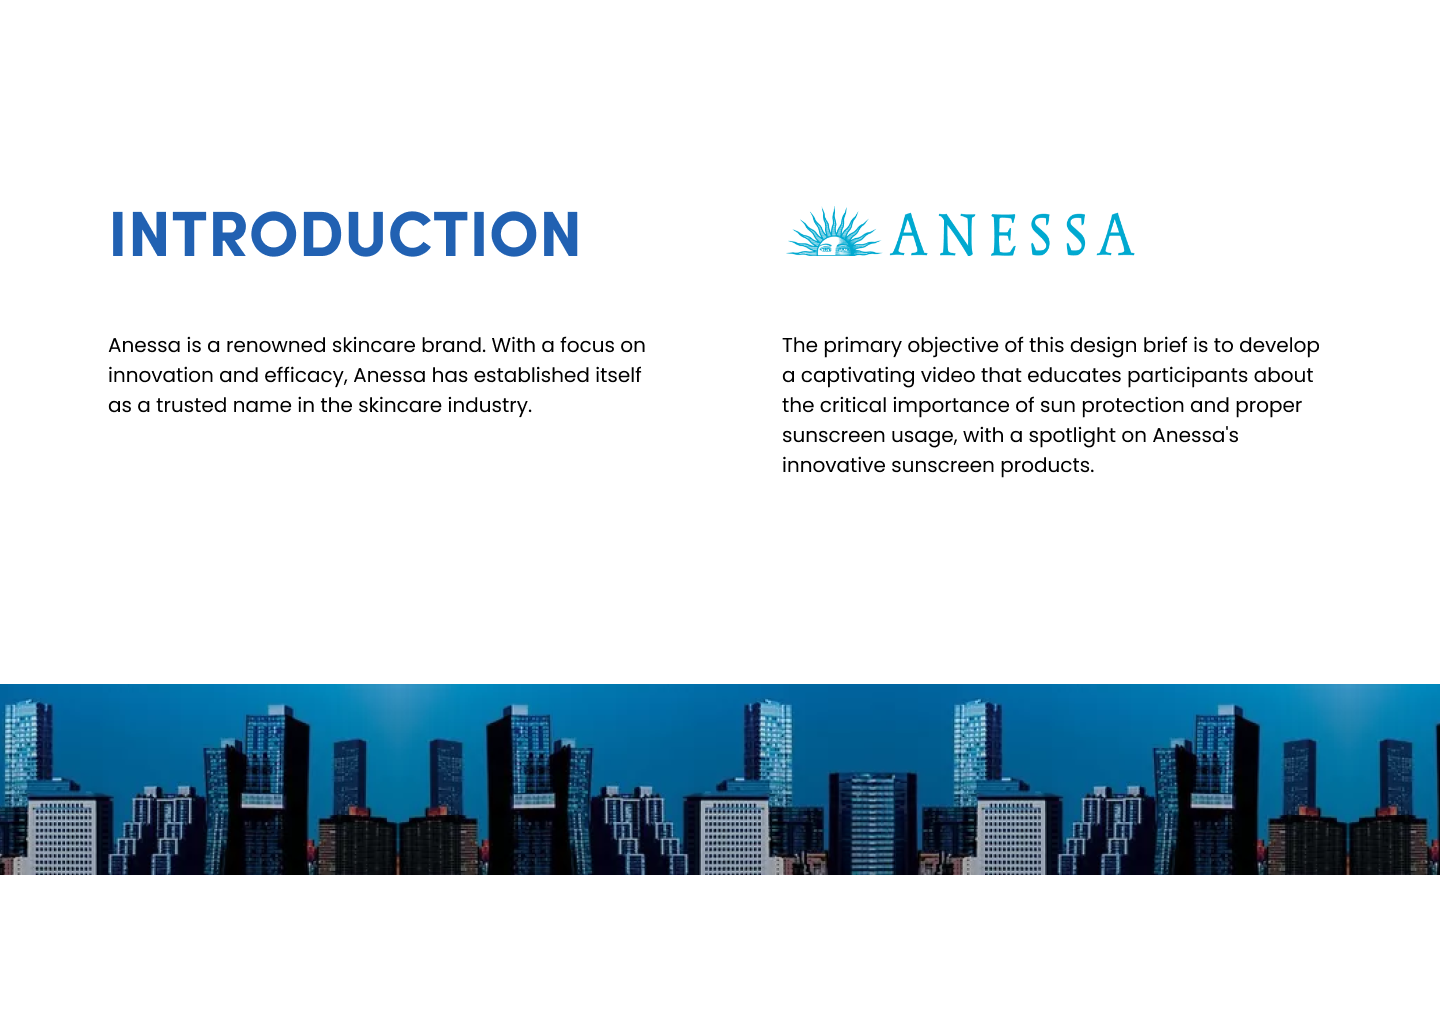 INTRODUCTION
Anessa is a renowned skincare brand. With a focus on
innovation and efficacy, Anessa has established itself
as a trusted name in the skincare industry.
ANESSA
The primary objective of this design brief is to develop
a captivating video that educates participants about
the critical importance of sun protection and proper
sunscreen usage, with a spotlight on Anessa's
innovative sunscreen products.